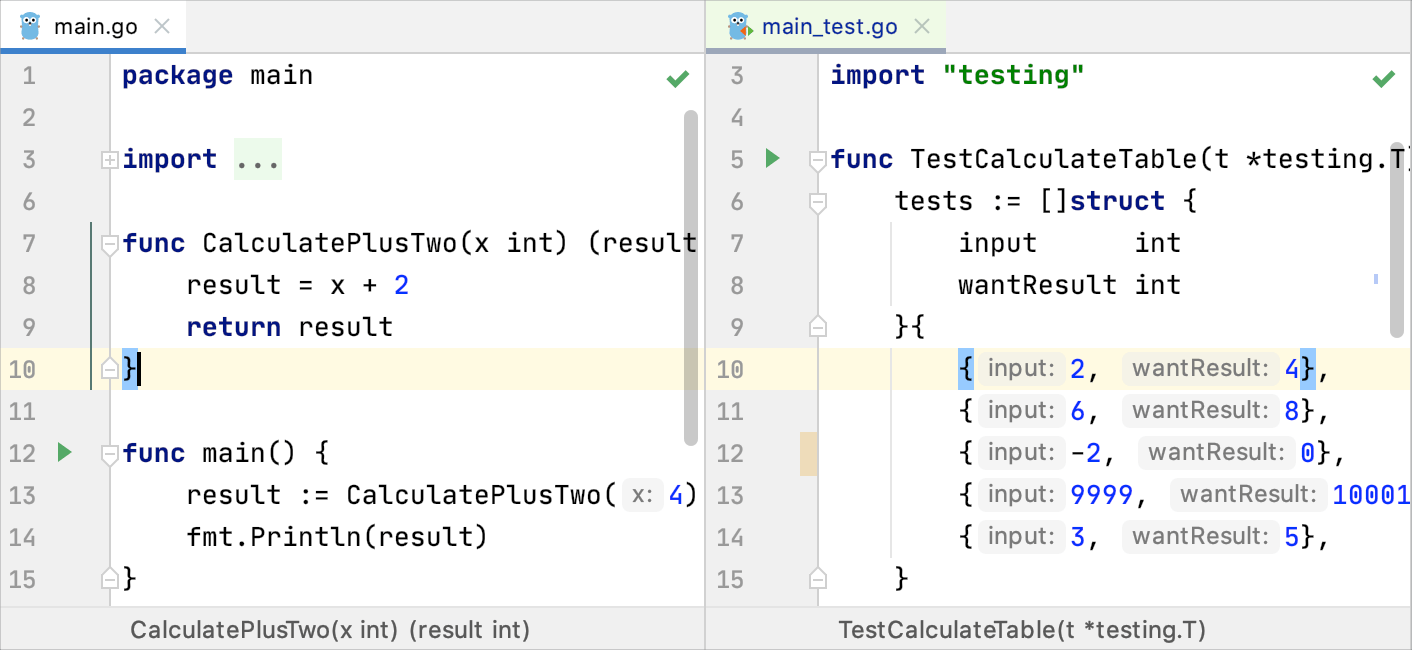 main.go
1 package main
2
3 import ...
6
7 func CalculatePlusTwo(x int) (result
8 result = x + 2
9 return result
10 }
11
12 func main() {
13 result := CalculatePlusTwo( x: 4)
14 fmt.Println(result)
15 }
CalculatePlusTwo(x int) (result int)
main_test.go
3 import "testing"
4
5 func TestCalculateTable(t *testing.T)
6 tests := []struct {
7 input int
8 wantResult int
9 }{
10 { input: 2, wantResult: 4},
11 { input: 6, wantResult: 8},
12 { input: -2, wantResult: 0},
13 { input: 9999, wantResult: 10001
14 { input: 3, wantResult: 5},
15 }
TestCalculateTable(t *testing.T)